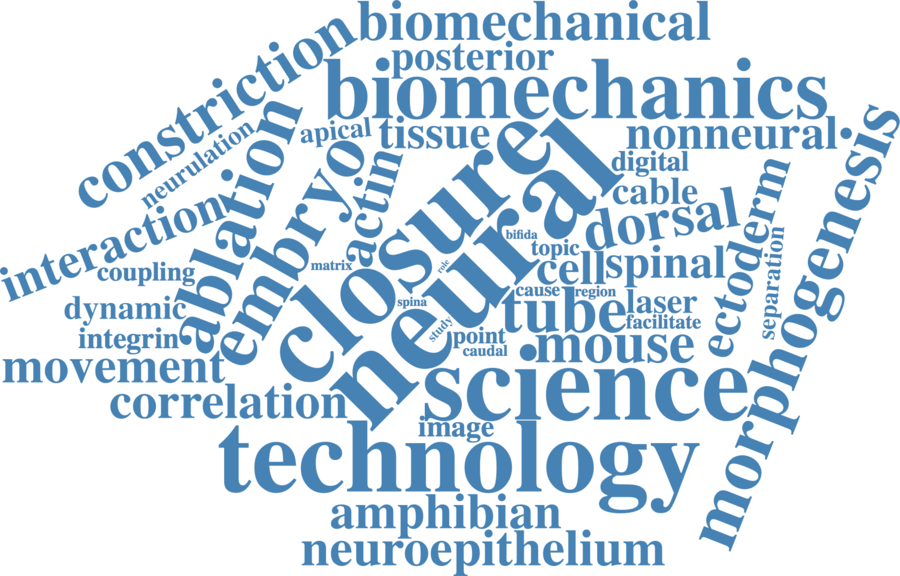 biomechanical
posterior
constriction
biomechanics
apical
tissue
nonneural
neurulation
ablation
embryo
actin
closure
neural
digital
cable
dorsal
ectoderm
morphogenesis
interaction
coupling
matrix
role
bifida
topic
cell
spinal
separation
dynamic
spina
cause
region
tube
laser
facilitate
integrin
study
point
caudal
mouse
movement
correlation
science
image
technology
amphibian
neuroepithelium